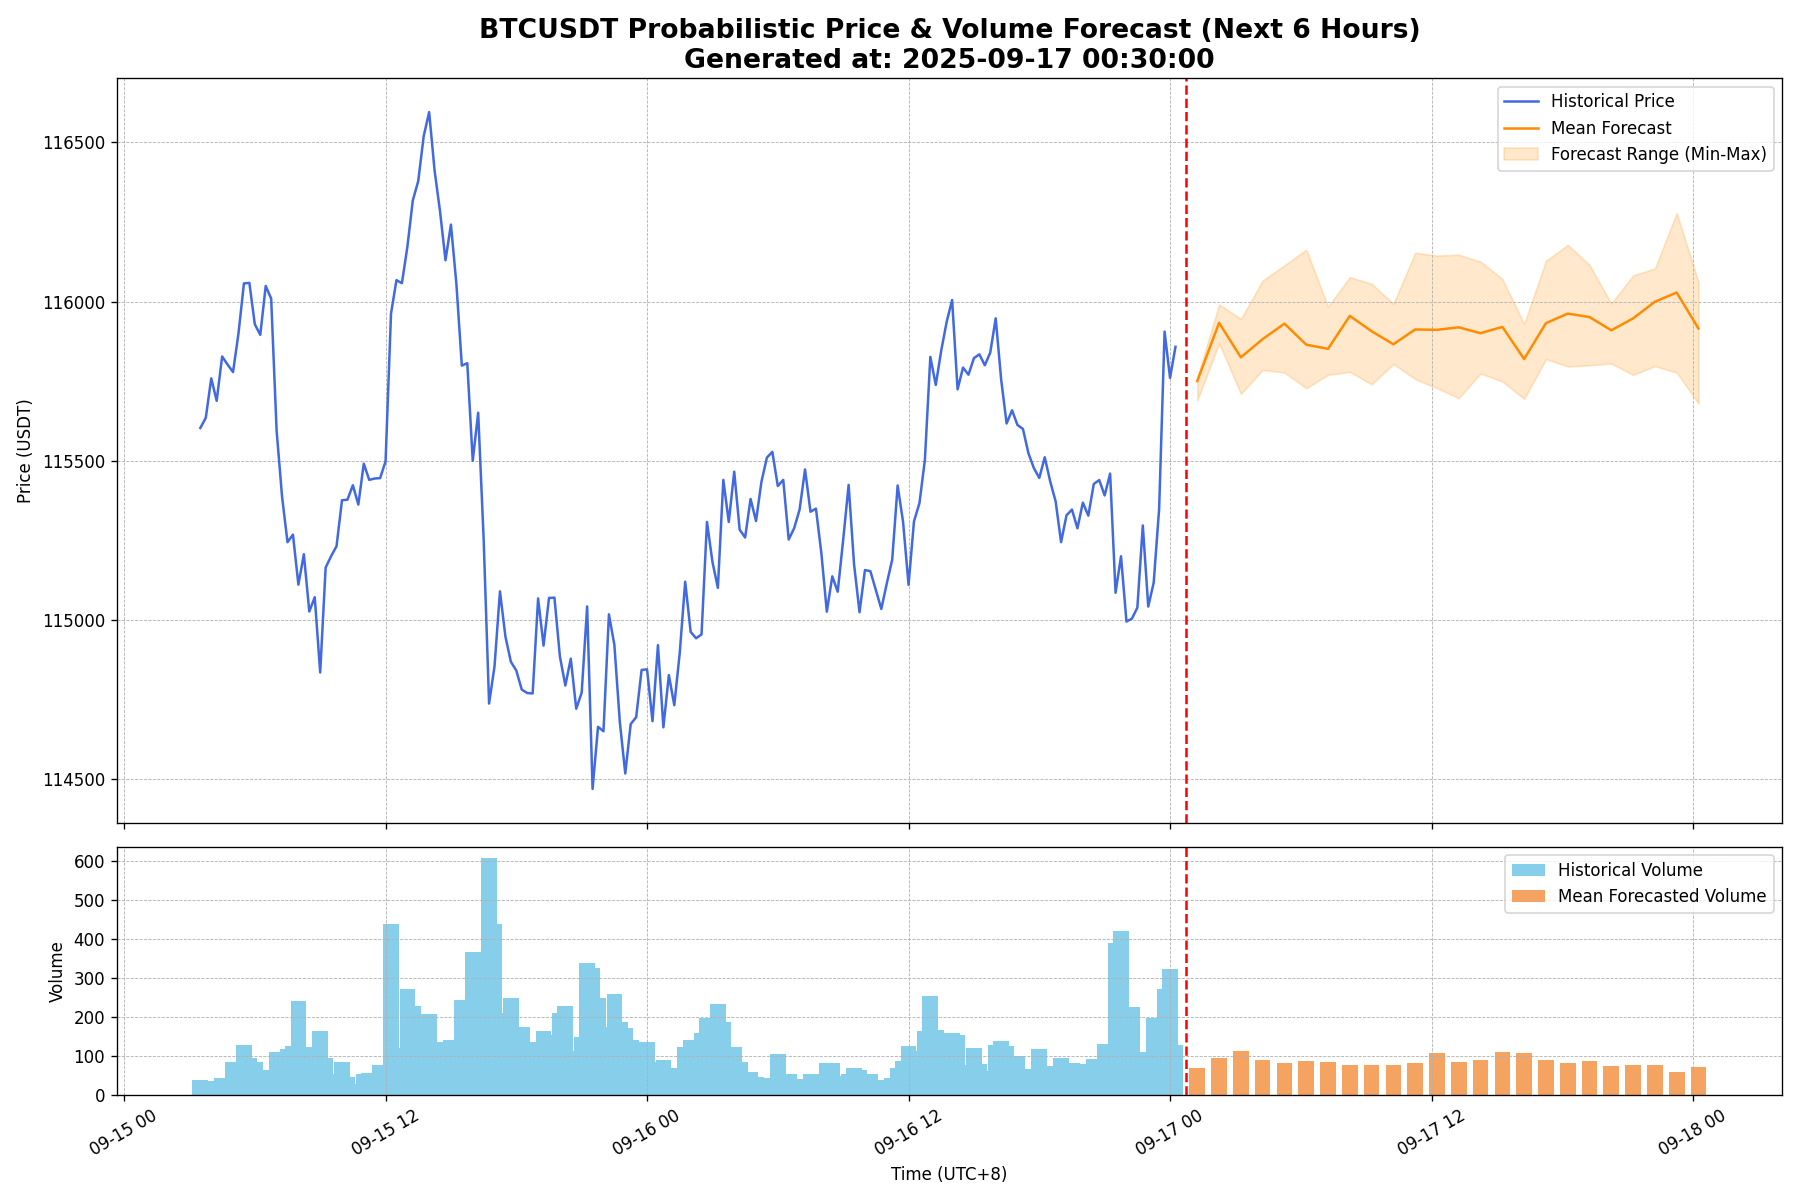 BTCUSDT Probabilistic Price & Volume Forecast (Next 6 Hours)
Generated at: 2025-09-17 00:30:00
Historical Price
Mean Forecast
Forecast Range (Min-Max)
Price (USDT)
116500
116000
115500
115000
114500
Historical Volume
Mean Forecasted Volume
Volume
600
500
400
300
200
100
0
09-15 00
09-15 12
09-16 00
09-16 12
09-17 00
09-17 12
09-18 00
Time (UTC+8)